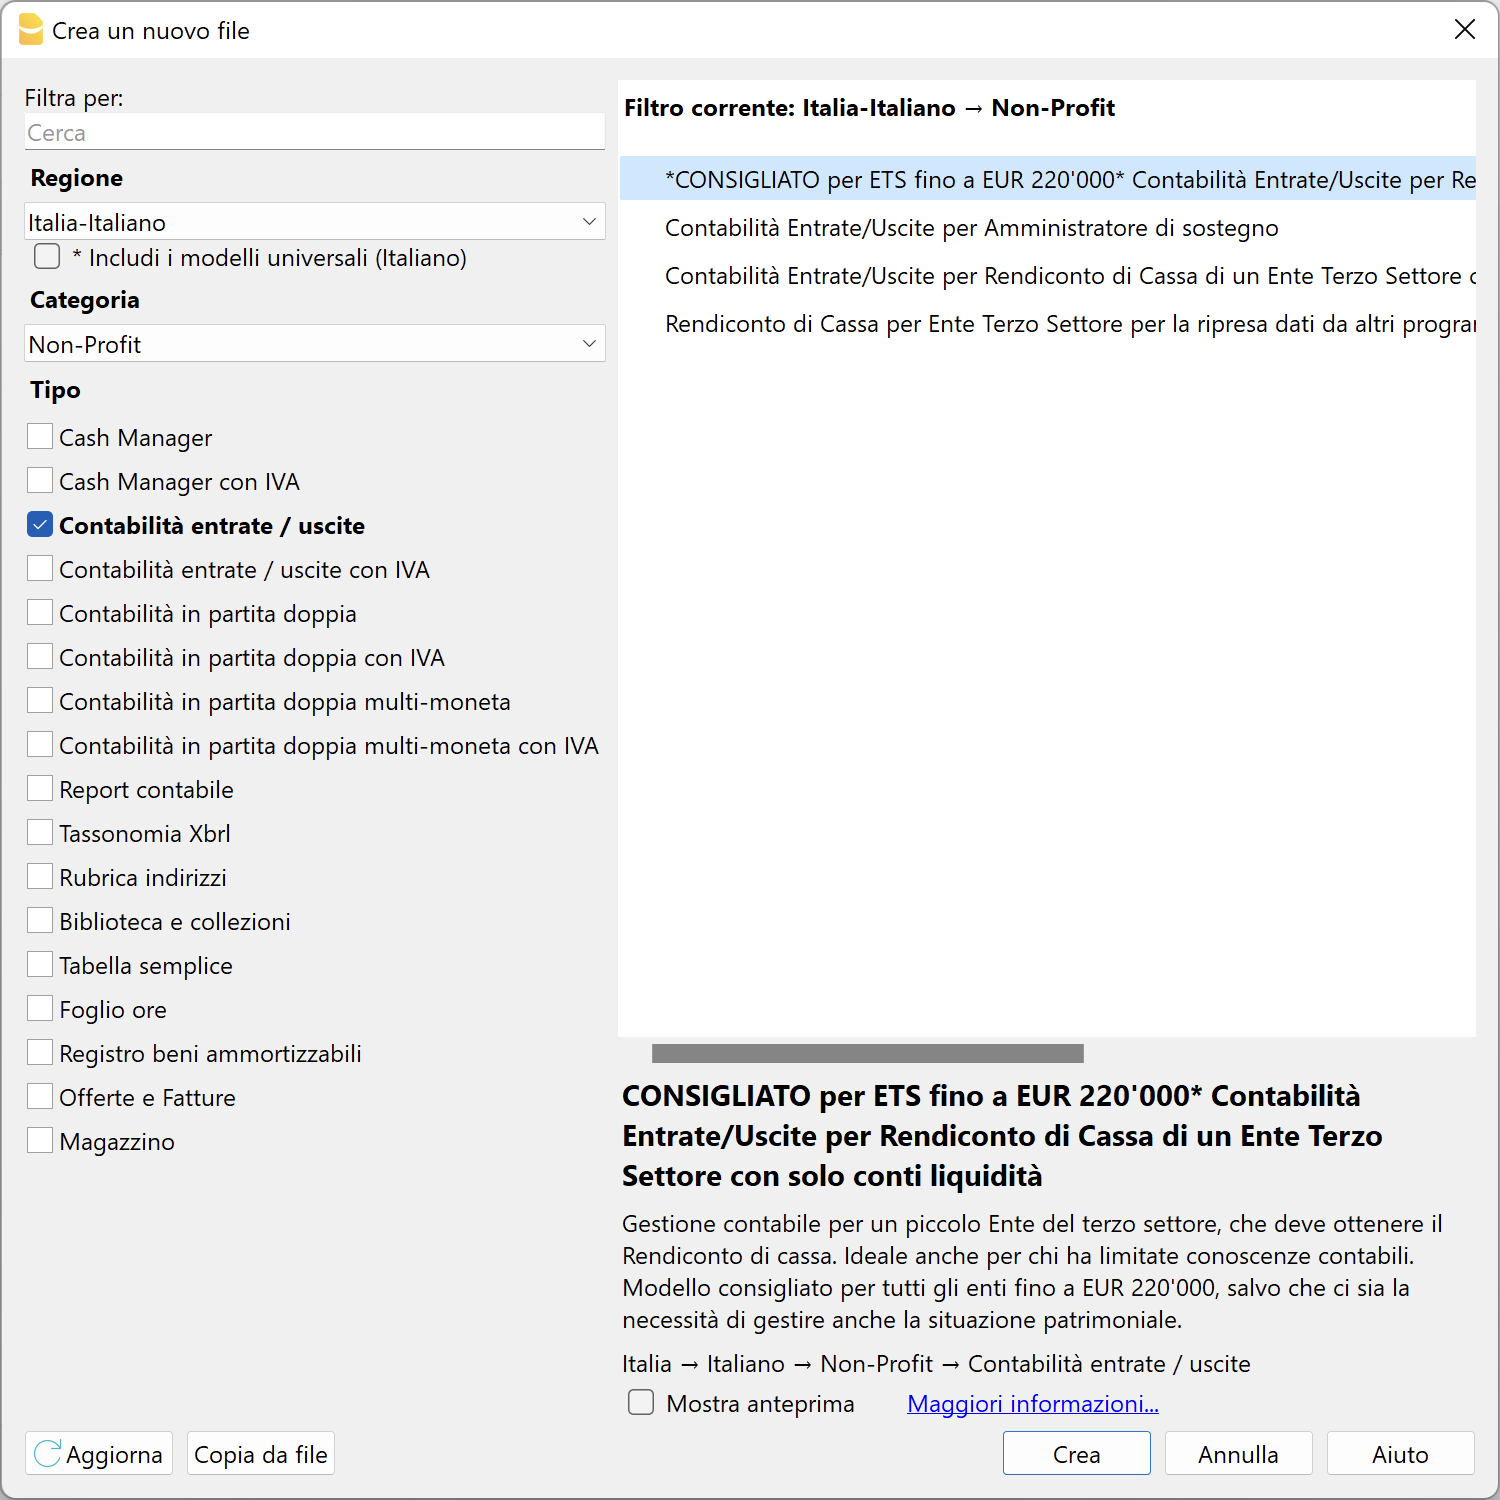 Crea un nuovo file
Filtra per:
Cerca
Regione
Italia-Italiano
* Includi i modelli universali (Italiano)
Categoria
Non-Profit
Tipo
Cash Manager
Cash Manager con IVA
Contabilità entrate / uscite
Contabilità entrate / uscite con IVA
Contabilità in partita doppia
Contabilità in partita doppia con IVA
Contabilità in partita doppia multi-moneta
Contabilità in partita doppia multi-moneta con IVA
Report contabile
Tassonomia Xbrl
Rubrica indirizzi
Biblioteca e collezioni
Tabella semplice
Foglio ore
Registro beni ammortizzabili
Offerte e Fatture
Magazzino
Filtro corrente: Italia-Italiano → Non-Profit
*CONSIGLIATO per ETS fino a EUR 220'000* Contabilità Entrate/Uscite per Re
Contabilità Entrate/Uscite per Amministratore di sostegno
Contabilità Entrate/Uscite per Rendiconto di Cassa di un Ente Terzo Settore c
Rendiconto di Cassa per Ente Terzo Settore per la ripresa dati da altri prograr
CONSIGLIATO per ETS fino a EUR 220'000* Contabilità
Entrate/Uscite per Rendiconto di Cassa di un Ente Terzo
Settore con solo conti liquidità
Gestione contabile per un piccolo Ente del terzo settore, che deve ottenere il
Rendiconto di cassa. Ideale anche per chi ha limitate conoscenze contabili.
Modello consigliato per tutti gli enti fino a EUR 220'000, salvo che ci sia la
necessità di gestire anche la situazione patrimoniale.
Italia → Italiano → Non-Profit → Contabilità entrate / uscite
Mostra anteprima Maggiori informazioni...
Aggiorna Copia da file Crea Annulla Aiuto